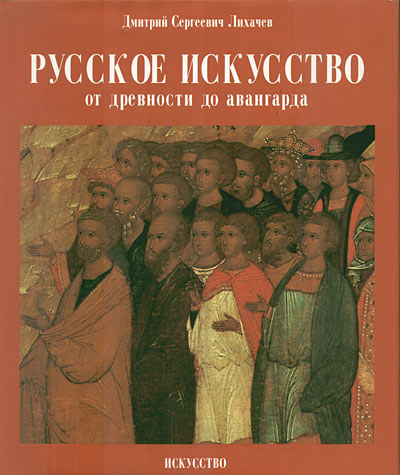 Дмитрий Сергеевич Лихачев
РУССКОЕ ИСКУССТВО
от древности до авангарда
ИСКУССТВО